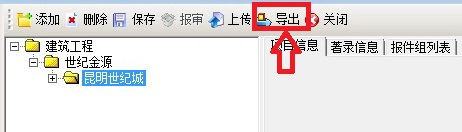 添加 删除 保存 报审 上传 导出 关闭
建筑工程
世纪金源
昆明世纪城
项目信息 著录信息 报件组列表